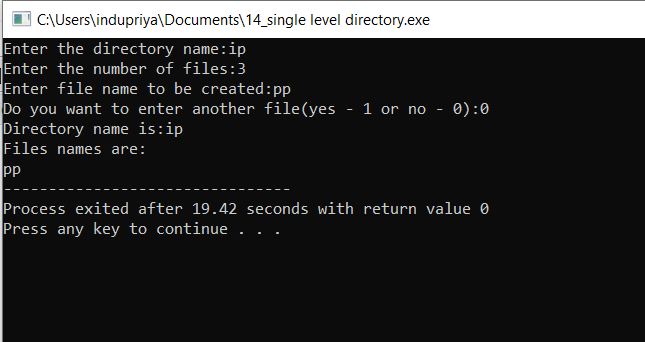 C:\Users\indupriya\Documents\14_single level directory.exe
Enter the directory name:ip
Enter the number of files:3
Enter file name to be created:pp
Do you want to enter another file(yes - 1 or no - 0):0
Directory name is:ip
Files names are:
pp
--------------------------------
Process exited after 19.42 seconds with return value 0
Press any key to continue . . .